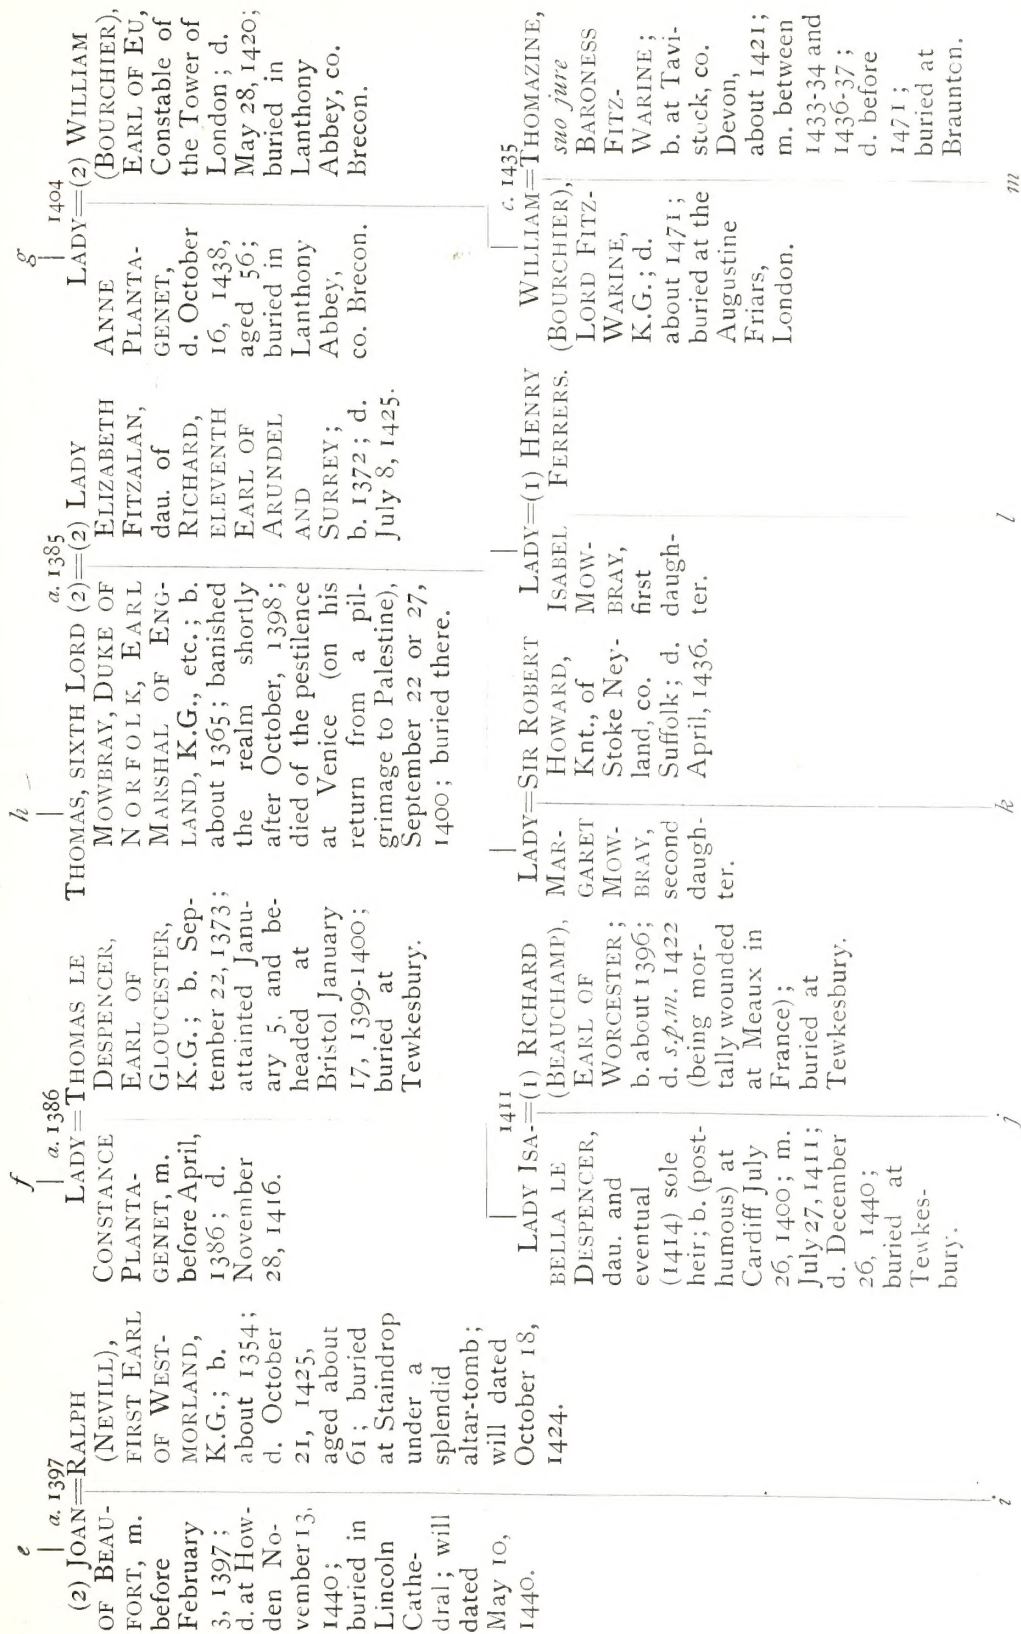 e
a. 1397
(2) JOAN=RALPH
OF BEAU-
FORT, m.
before
February
3, 1397;
d. at How-
den No-
vember 13,
1440;
buried in
Lincoln
Cathe-
dral; will
dated
May 10,
1440.
(NEVILL),
FIRST EARL
OF WEST-
MORLAND,
K.G.; b.
about 1354;
d. October
21, 1425,
aged about
61; buried
at Staindrop
under a
splendid
altar-tomb;
will dated
October 18,
1424.
i
f
a. 1386
LADY=THOMAS LE
CONSTANCE
PLANTA-
GENET, m.
before April,
1386; d.
November
28, 1416.
DESPENCER,
EARL OF
GLOUCESTER,
K.G.; b. Sep-
tember 22, 1373;
attainted Janu-
ary 5, and be-
headed at
Bristol January
17, 1399-1400;
buried at
Tewkesbury.
1411
LADY ISA-=(1) RICHARD
BELLA LE
DESPENCER,
dau. and
eventual
(1414) sole
heir; b. (post-
humous) at
Cardiff July
26, 1400; m.
July 27, 1411;
d. December
26, 1440;
buried at
Tewkes-
bury.
(BEAUCHAMP),
EARL OF
WORCESTER;
b. about 1396;
d. s.p.m. 1422
(being mor-
tally wounded
at Meaux in
France);
buried at
Tewkesbury.
j
h
a. 1385
THOMAS, SIXTH LORD (2)=(2) LADY
MOWBRAY, DUKE OF
NORFOLK, EARL
MARSHAL OF ENG-
LAND, K.G., etc.; b.
about 1365; banished
the realm shortly
after October, 1398;
died of the pestilence
at Venice (on his
return from a pil-
grimage to Palestine),
September 22 or 27,
1400; buried there.
ELIZABETH
FITZALAN,
dau. of
RICHARD,
ELEVENTH
EARL OF
ARUNDEL
AND
SURREY;
b. 1372; d.
July 8, 1425.
LADY=SIR ROBERT
MAR-
GARET
MOW-
BRAY,
second
daugh-
ter.
HOWARD,
Knt., of
Stoke Ney-
land, co.
Suffolk; d.
April, 1436.
k
LADY=(1) HENRY
ISABEL
MOW-
BRAY,
first
daugh-
ter.
FERRERS.
l
g
1404
LADY=(2) WILLIAM
ANNE
PLANTA-
GENET,
d. October
16, 1438,
aged 56;
buried in
Lanthony
Abbey,
co. Brecon.
(BOURCHIER),
EARL OF EU,
Constable of
the Tower of
London; d.
May 28, 1420;
buried in
Lanthony
Abbey, co.
Brecon.
c. 1435
WILLIAM=THOMAZINE,
(BOURCHIER),
LORD FITZ-
WARINE,
K.G.; d.
about 1471;
buried at the
Augustine
Friars,
London.
suo jure
BARONESS
FITZ-
WARINE;
b. at Tavi-
stock, co.
Devon,
about 1421;
m. between
1433-34 and
1436-37;
d. before
1471;
buried at
Braunton.
m